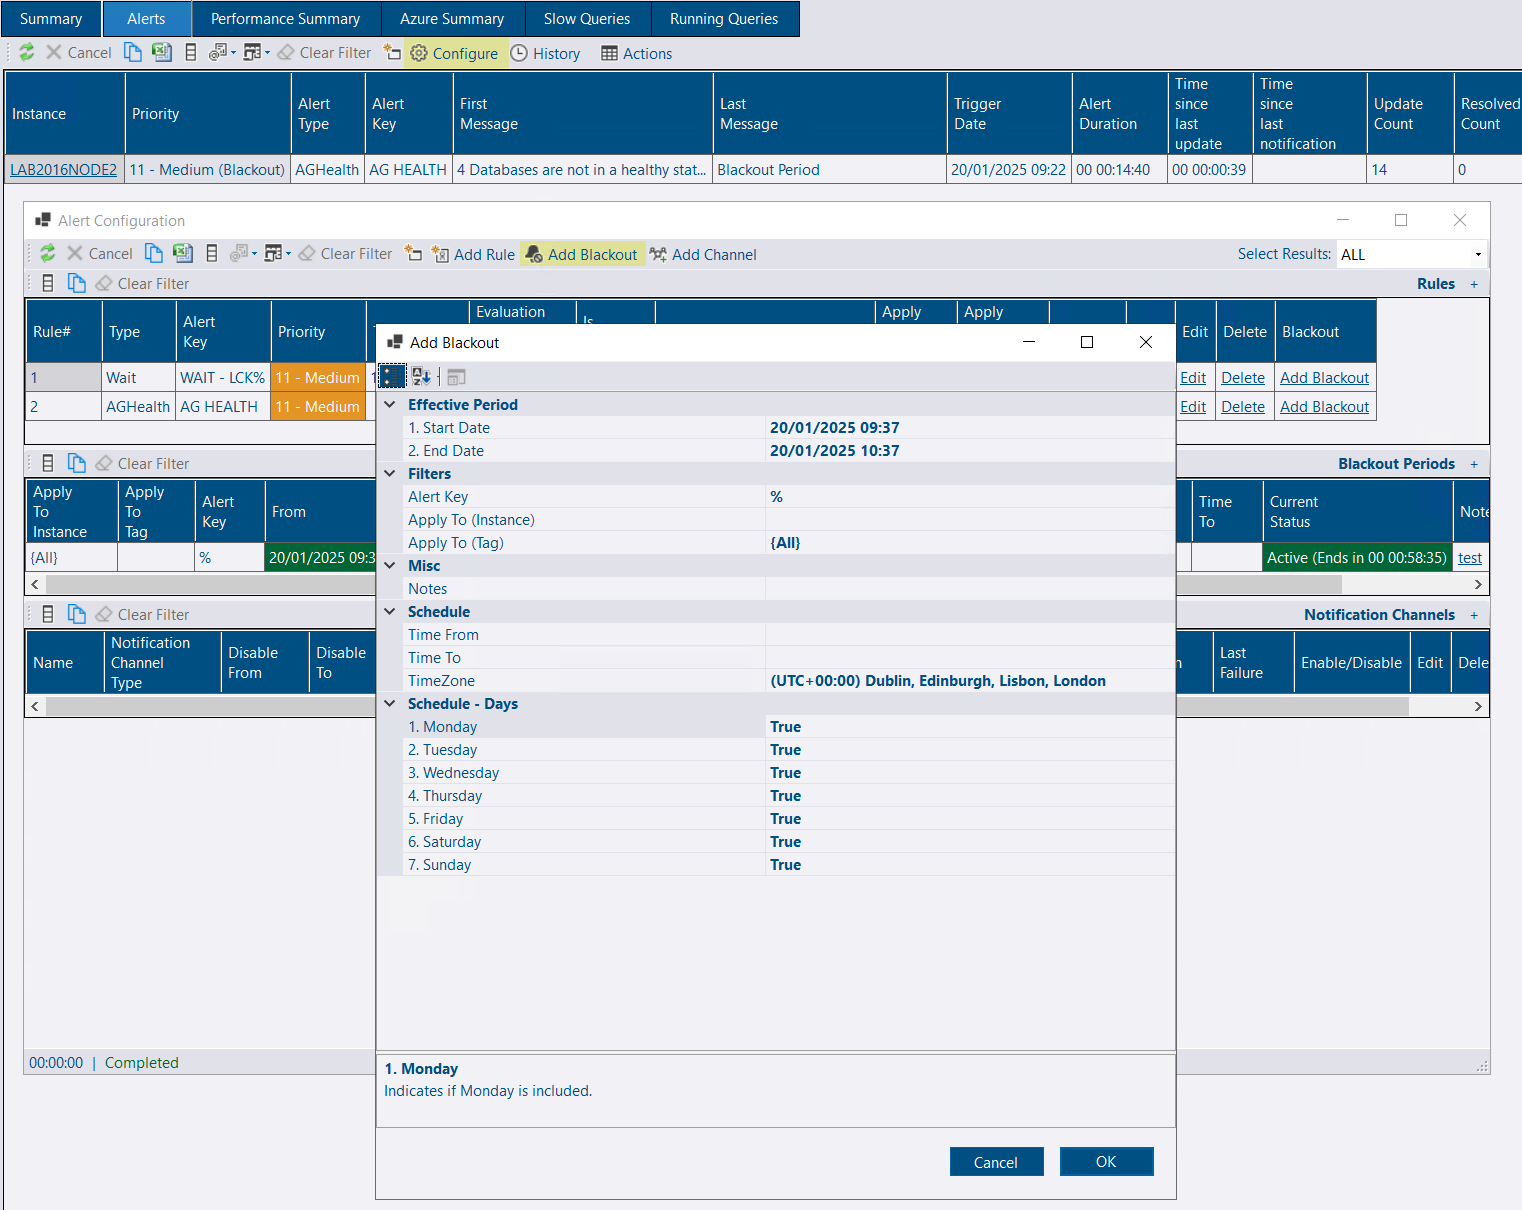 Summary Alerts Performance Summary Azure Summary Slow Queries Running Queries
Cancel Clear Filter Configure History Actions
Instance Priority Alert Type Alert Key First Message Last Message Trigger Date Alert Duration Time since last update Time since last notification Update Count Resolved Count
LAB2016NODE2 11 - Medium (Blackout) AGHealth AG HEALTH 4 Databases are not in a healthy stat... Blackout Period 20/01/2025 09:22 00 00:14:40 00 00:00:39 14 0
Alert Configuration
Cancel Clear Filter Add Rule Add Blackout Add Channel Select Results: ALL
Clear Filter Rules +
Rule# Type Alert Key Priority Evaluation Is Apply Apply Edit Delete Blackout
1 Wait WAIT - LCK% 11 - Medium 1 Edit Delete Add Blackout
2 AGHealth AG HEALTH 11 - Medium Edit Delete Add Blackout
Clear Filter Blackout Periods +
Apply To Instance Apply To Tag Alert Key From Time To Current Status Note
{All} % 20/01/2025 09:3 Active (Ends in 00 00:58:35) test
Clear Filter Notification Channels +
Name Notification Channel Type Disable From Disable To Last Failure Enable/Disable Edit Dele
00:00:00 | Completed
Add Blackout
Effective Period
1. Start Date 20/01/2025 09:37
2. End Date 20/01/2025 10:37
Filters
Alert Key %
Apply To (Instance)
Apply To (Tag) {All}
Misc
Notes
Schedule
Time From
Time To
TimeZone (UTC+00:00) Dublin, Edinburgh, Lisbon, London
Schedule - Days
1. Monday True
2. Tuesday True
3. Wednesday True
4. Thursday True
5. Friday True
6. Saturday True
7. Sunday True
1. Monday
Indicates if Monday is included.
Cancel OK